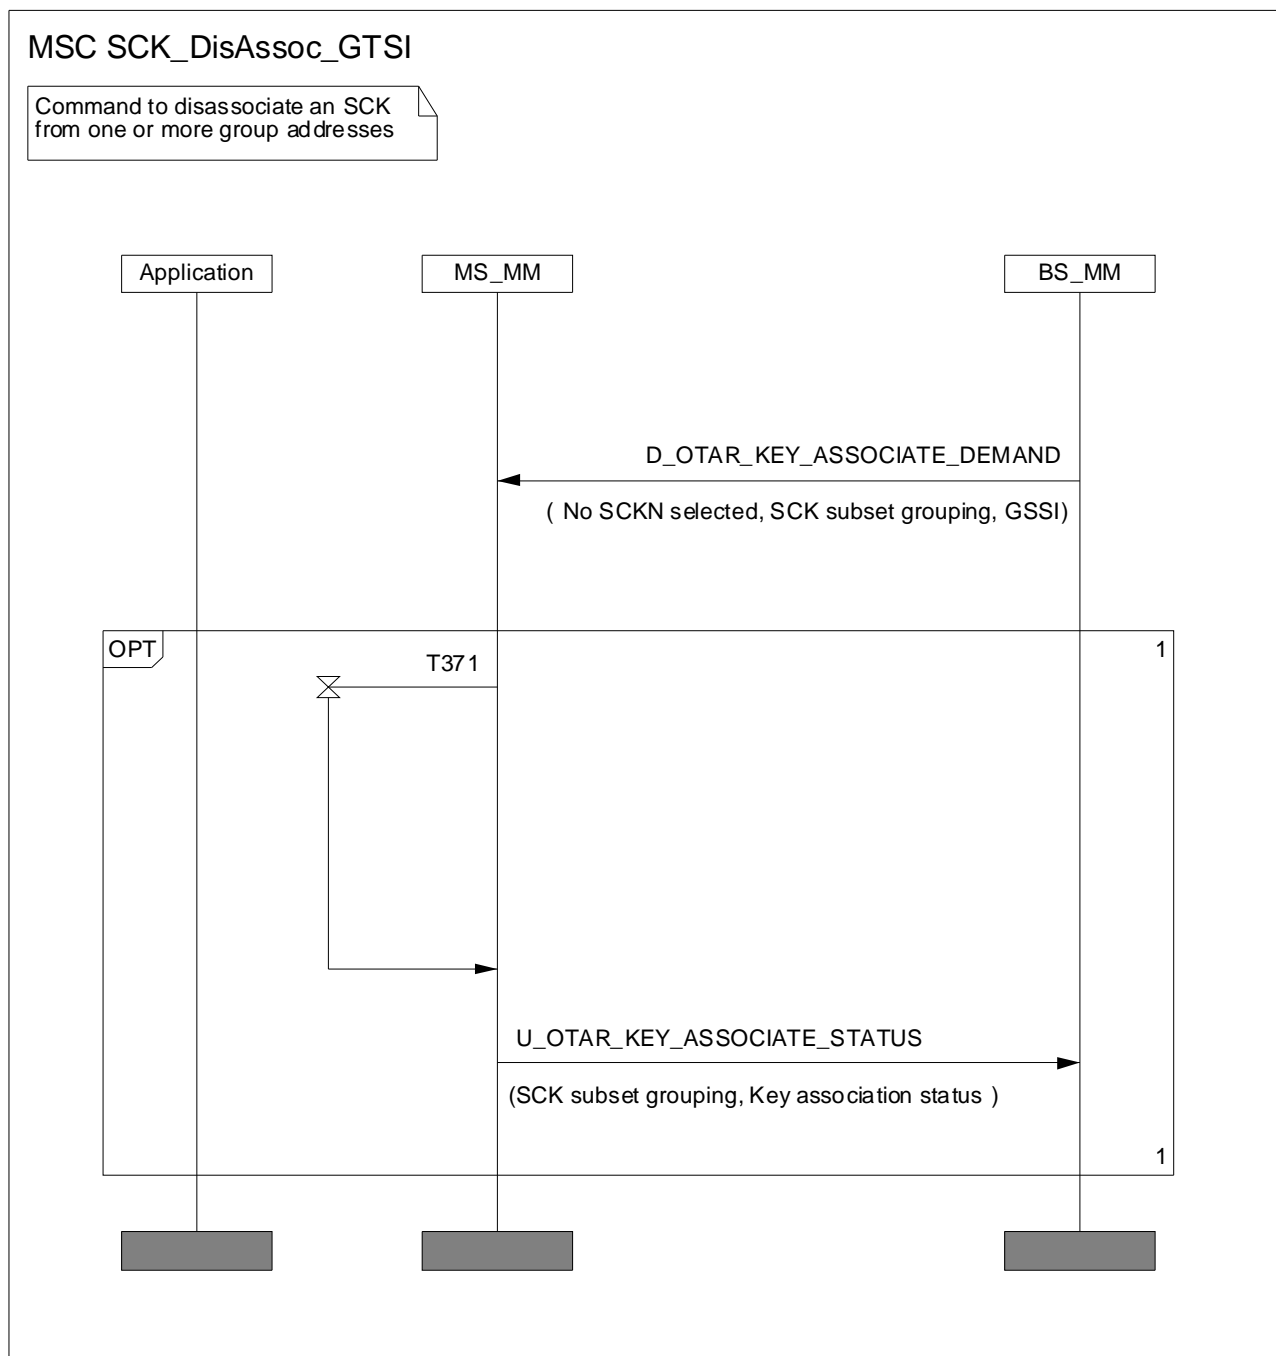 MSC SCK_DisAssoc_GTSI
Command to disassociate an SCK
from one or more group addresses
Application
MS_MM
BS_MM
D_OTAR_KEY_ASSOCIATE_DEMAND
( No SCKN selected, SCK subset grouping, GSSI)
OPT
1
T371
U_OTAR_KEY_ASSOCIATE_STATUS
(SCK subset grouping, Key association status )
1